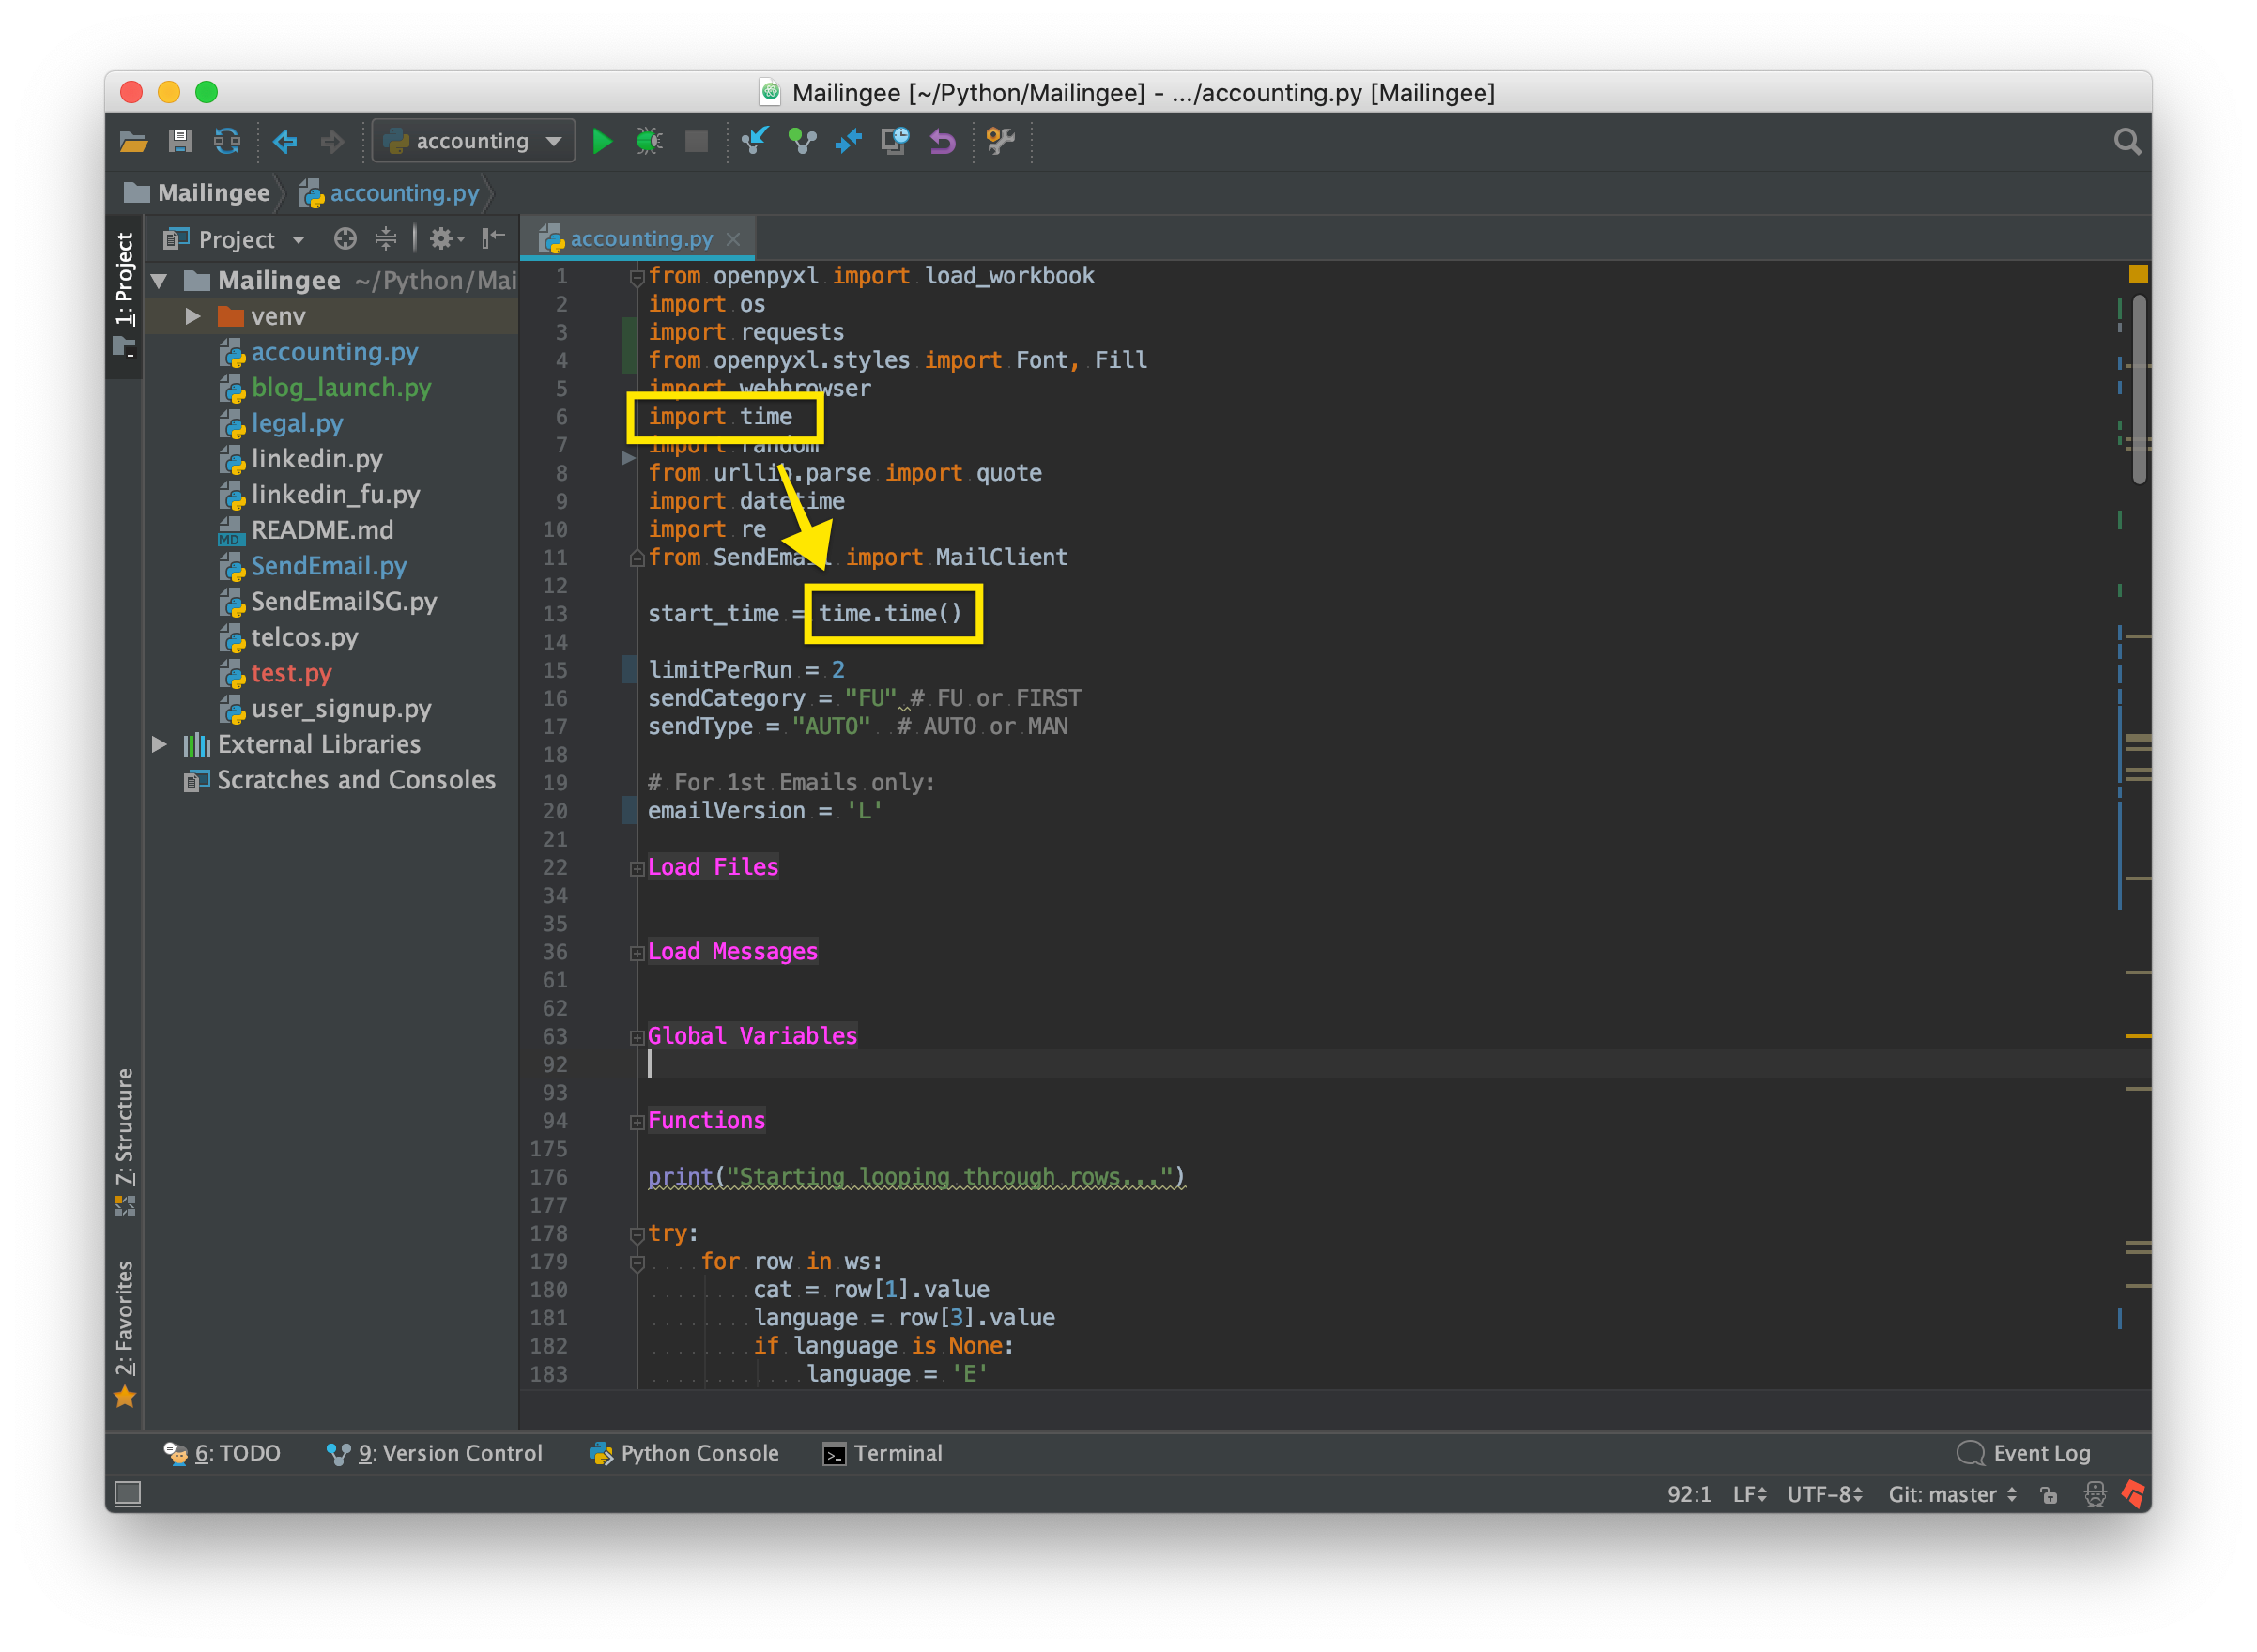 Mailingee [~/Python/Mailingee] - .../accounting.py [Mailingee]
accounting
Mailingee
accounting.py
1: Project
Project
accounting.py
Mailingee ~/Python/Mai
venv
accounting.py
blog_launch.py
legal.py
linkedin.py
linkedin_fu.py
MD README.md
SendEmail.py
SendEmailSG.py
telcos.py
test.py
user_signup.py
External Libraries
Scratches and Consoles
7: Structure
2: Favorites
1 from openpyxl import load_workbook
2 import os
3 import requests
4 from openpyxl.styles import Font, Fill
5 import webbrowser
6 import time
7 import random
8 from urllib.parse import quote
9 import datetime
10 import re
11 from SendEmail import MailClient
12
13 start_time = time.time()
14
15 limitPerRun = 2
16 sendCategory = "FU" # FU or FIRST
17 sendType = "AUTO"  # AUTO or MAN
18
19 # For 1st Emails only:
20 emailVersion = 'L'
21
22 Load Files
34
35
36 Load Messages
61
62
63 Global Variables
92
93
94 Functions
175
176 print("Starting looping through rows...")
177
178 try:
179     for row in ws:
180         cat = row[1].value
181         language = row[3].value
182         if language is None:
183             language = 'E'
6: TODO
9: Version Control
Python Console
Terminal
Event Log
92:1
LF
UTF-8
Git: master